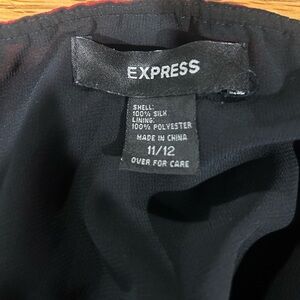 EXPRESS
SHELL:
100% SILK
LINING:
100% POLYESTER
MADE IN CHINA
11/12
OVER FOR CARE